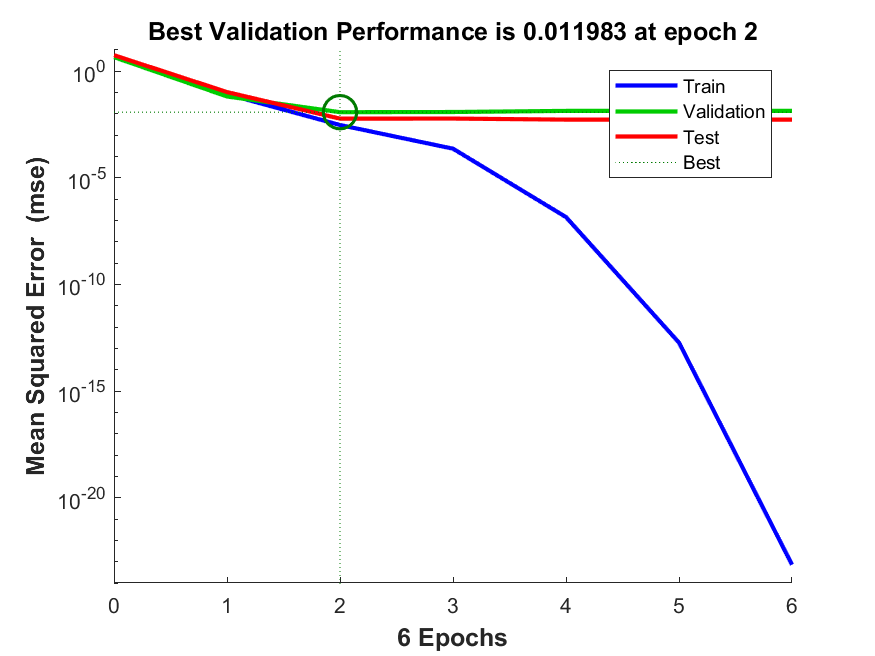 Best Validation Performance is 0.011983 at epoch 2
Mean Squared Error  (mse)
10^0
10^-5
10^-10
10^-15
10^-20
Train
Validation
Test
Best
0 1 2 3 4 5 6
6 Epochs